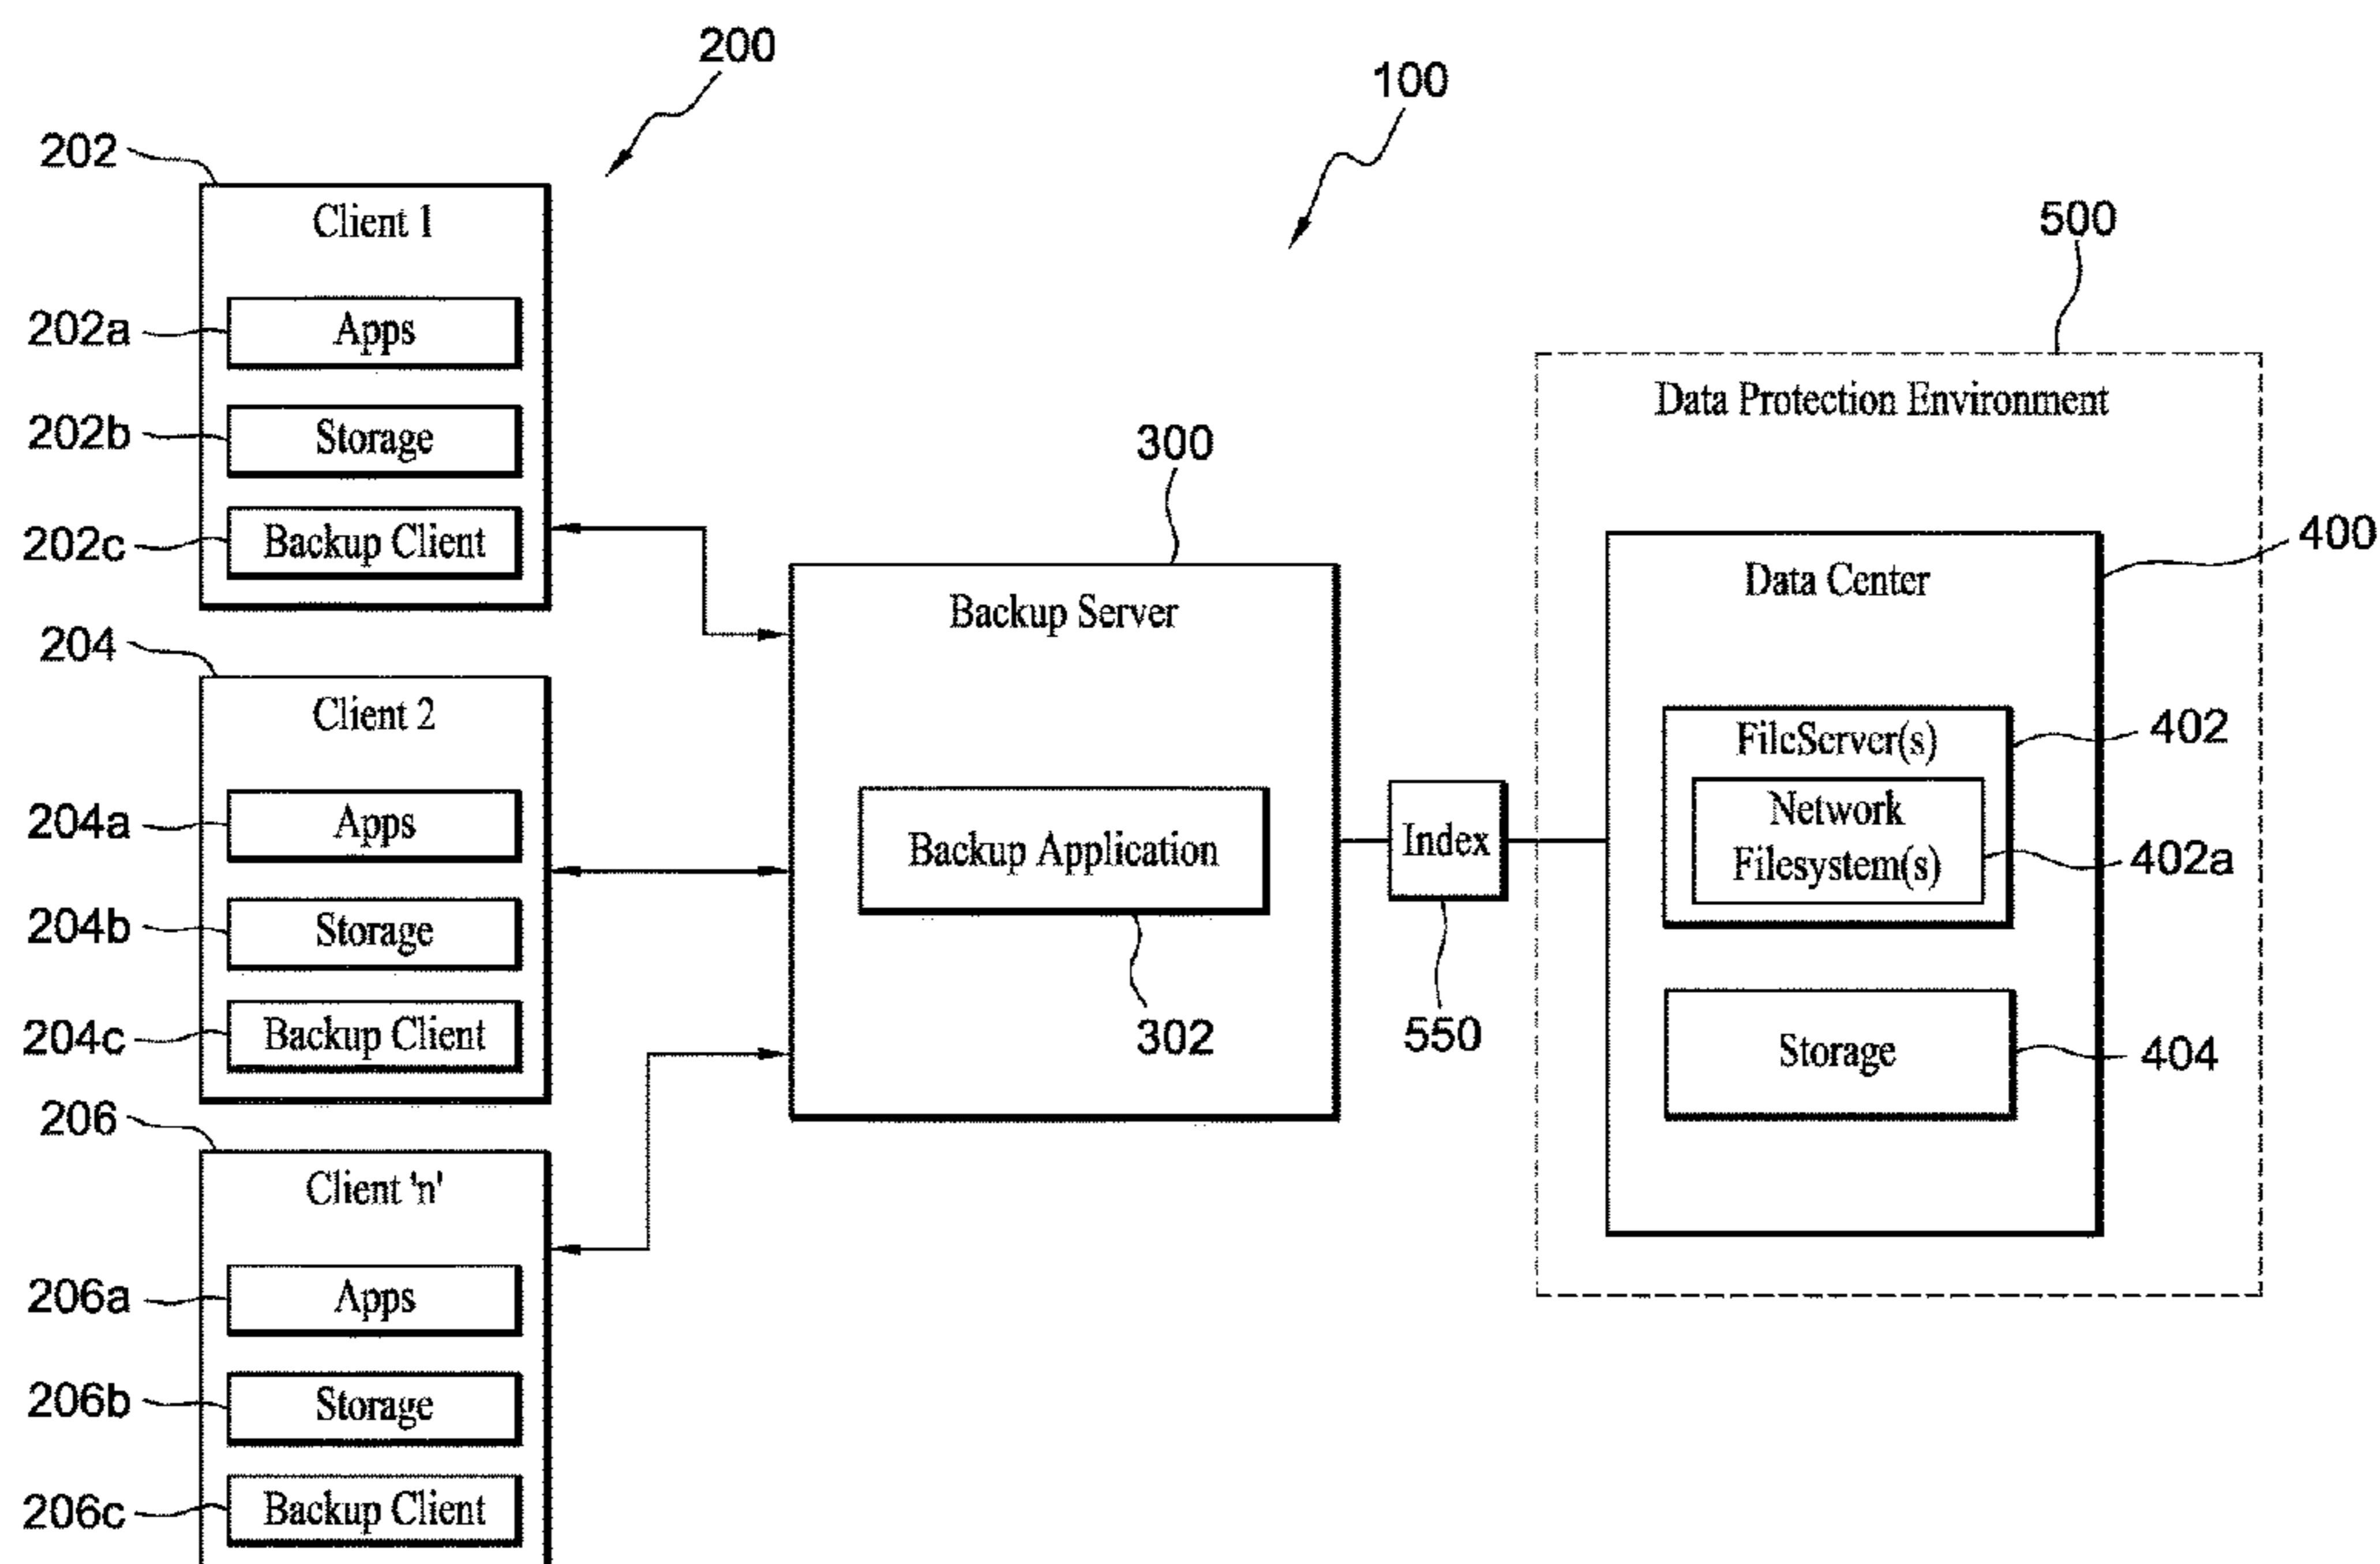 200
100
202
Client 1
500
202a
Apps
Data Protection Environment
202b
Storage
300
202c
Backup Client
400
Data Center
Backup Server
204
Client 2
402
FileServer(s)
204a
Apps
Network
Filesystem(s)
402a
Backup Application
Index
204b
Storage
302
550
204c
Backup Client
Storage
404
206
Client 'n'
206a
Apps
206b
Storage
206c
Backup Client